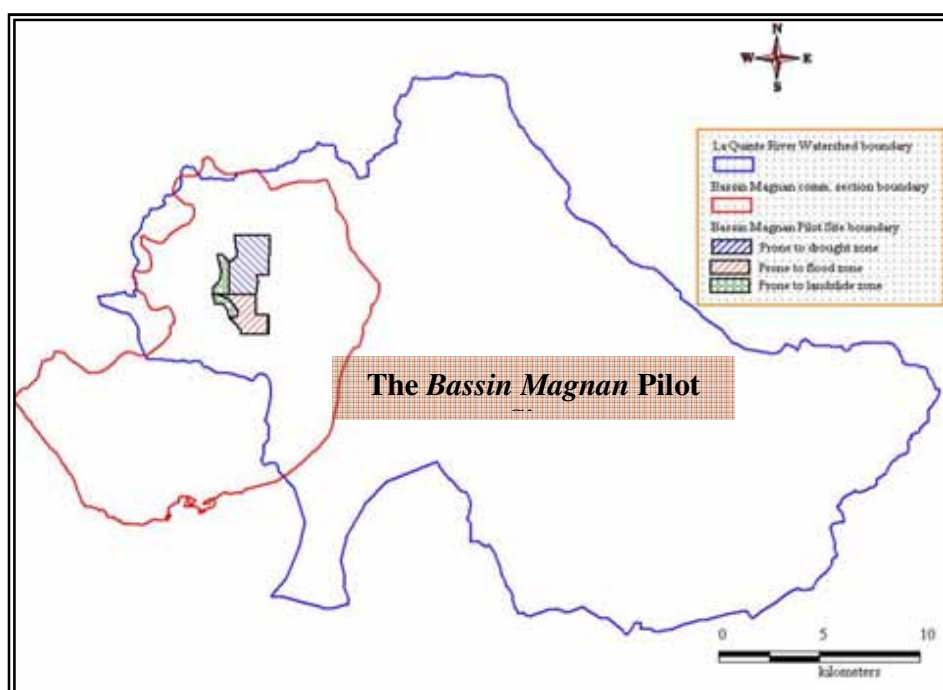 N
W E
S
La Quinte River Watershed boundary
Bassin Magnan comm. section boundary
Bassin Magnan Pilot Site boundary
Prone to drought zone
Prone to flood zone
Prone to landslide zone
The Bassin Magnan Pilot
0 5 10
kilometers